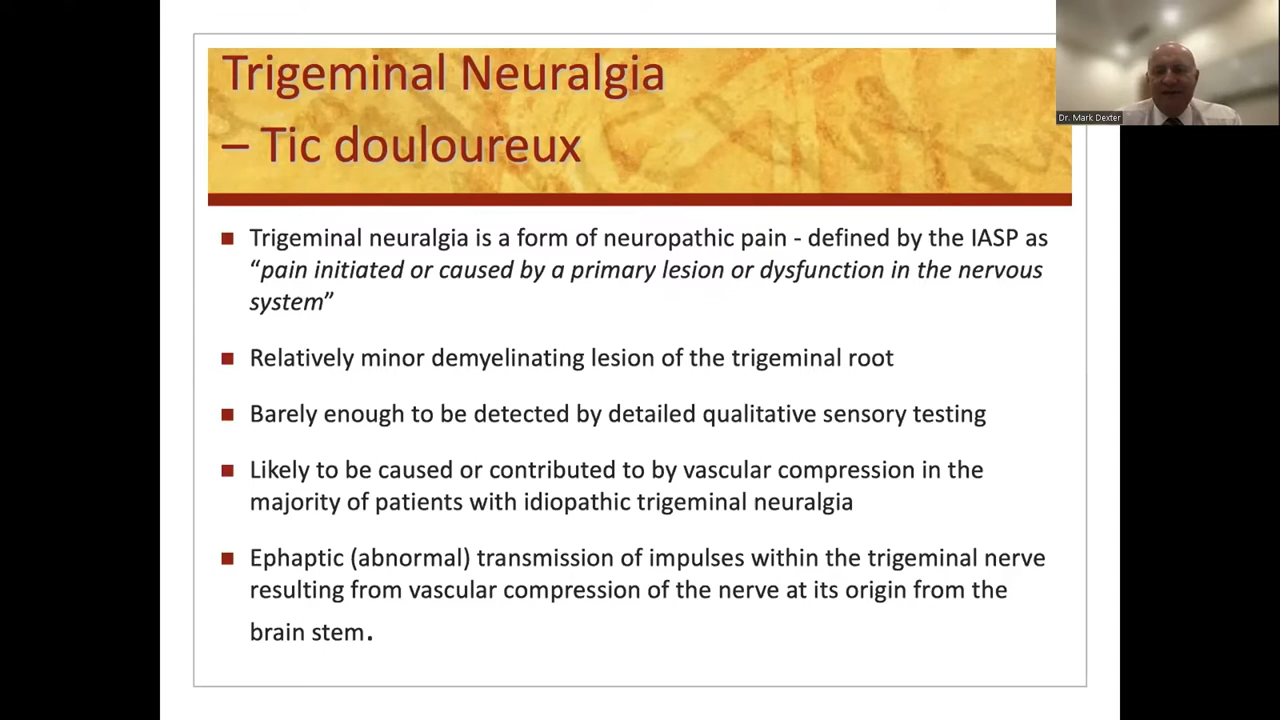 Trigeminal Neuralgia
– Tic douloureux
Dr. Mark Dexter
■ Trigeminal neuralgia is a form of neuropathic pain - defined by the IASP as
“pain initiated or caused by a primary lesion or dysfunction in the nervous
system”
■ Relatively minor demyelinating lesion of the trigeminal root
■ Barely enough to be detected by detailed qualitative sensory testing
■ Likely to be caused or contributed to by vascular compression in the
majority of patients with idiopathic trigeminal neuralgia
■ Ephaptic (abnormal) transmission of impulses within the trigeminal nerve
resulting from vascular compression of the nerve at its origin from the
brain stem.